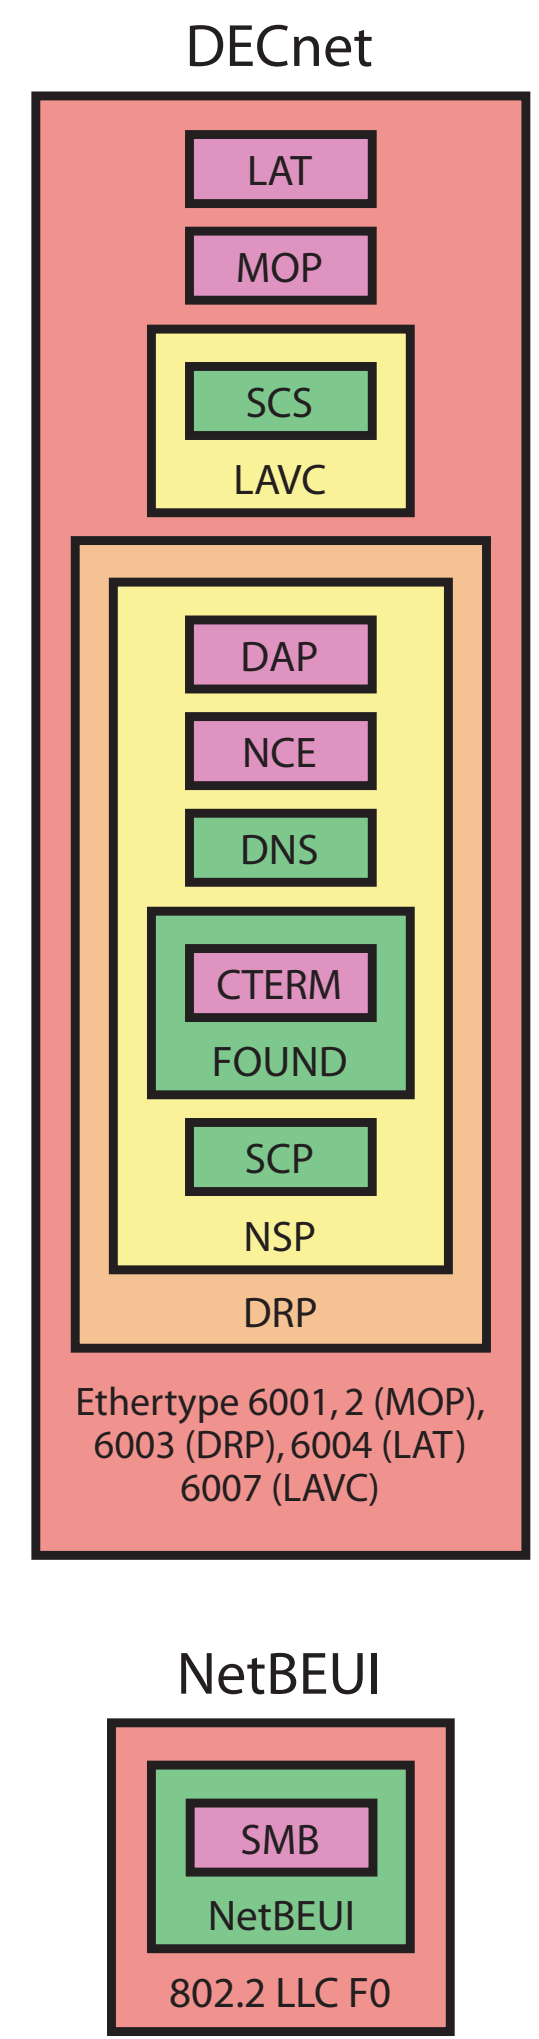 DECnet
LAT
MOP
SCS
LAVC
DAP
NCE
DNS
CTERM
FOUND
SCP
NSP
DRP
Ethertype 6001, 2 (MOP),
6003 (DRP), 6004 (LAT)
6007 (LAVC)
NetBEUI
SMB
NetBEUI
802.2 LLC F0